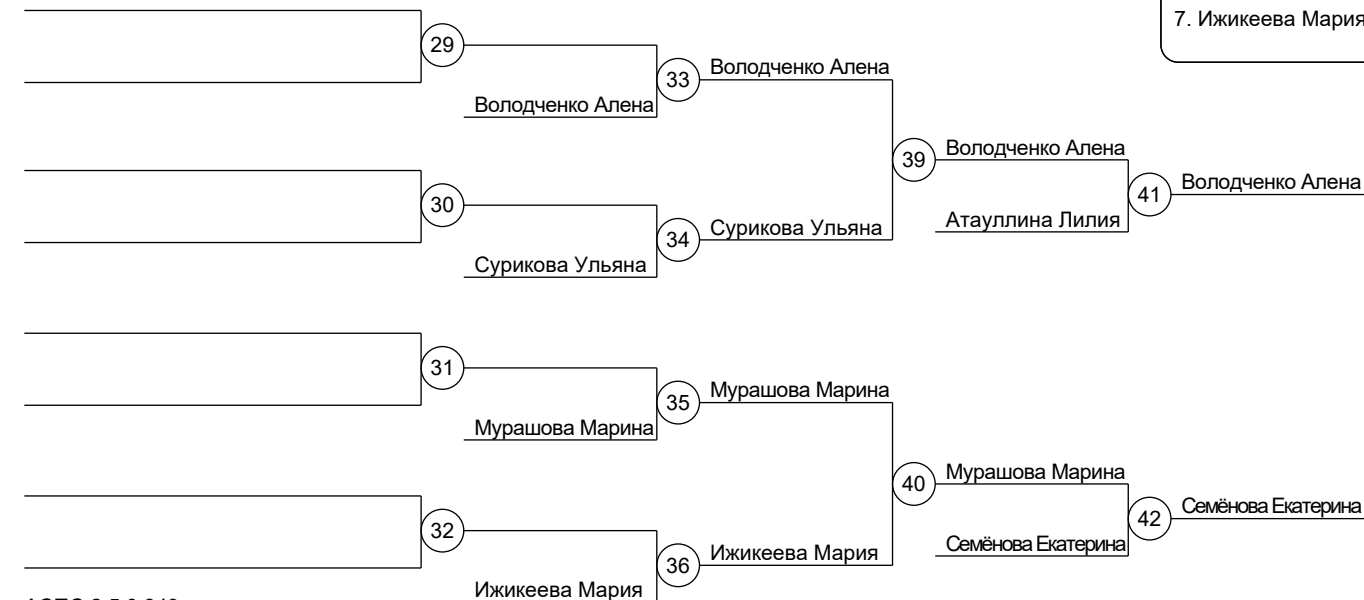 7. Ижикеева Мария
29
33
Володченко Алена
Володченко Алена
39
Володченко Алена
41
Володченко Алена
30
34
Сурикова Ульяна
Атауллина Лилия
Сурикова Ульяна
31
35
Мурашова Марина
Мурашова Марина
40
Мурашова Марина
42
Семёнова Екатерина
32
36
Ижикеева Мария
Семёнова Екатерина
Ижикеева Мария